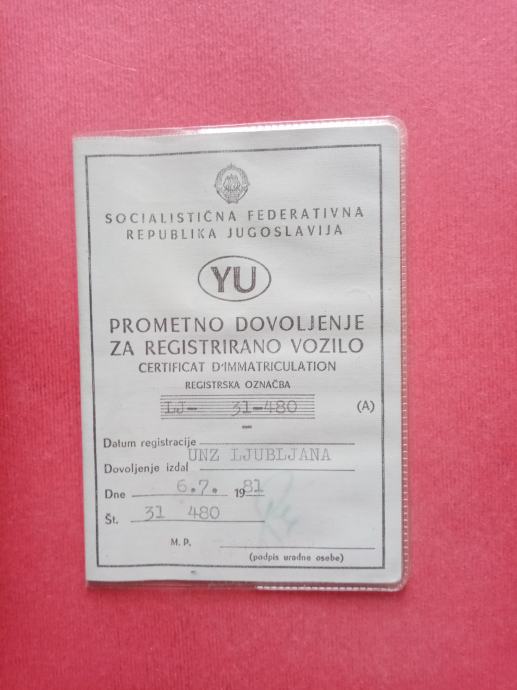 SOCIALISTIČNA FEDERATIVNA
REPUBLIKA JUGOSLAVIJA
YU
PROMETNO DOVOLJENJE
ZA REGISTRIRANO VOZILO
CERTIFICAT D'IMMATRICULATION
REGISTRSKA OZNAČBA
LJ- 31-480 (A)
Datum registracije
Dovoljenje izdal UNZ LJUBLJANA
Dne 6.7. 1981
Št. 31 480
M. P.
(podpis uradne osebe)